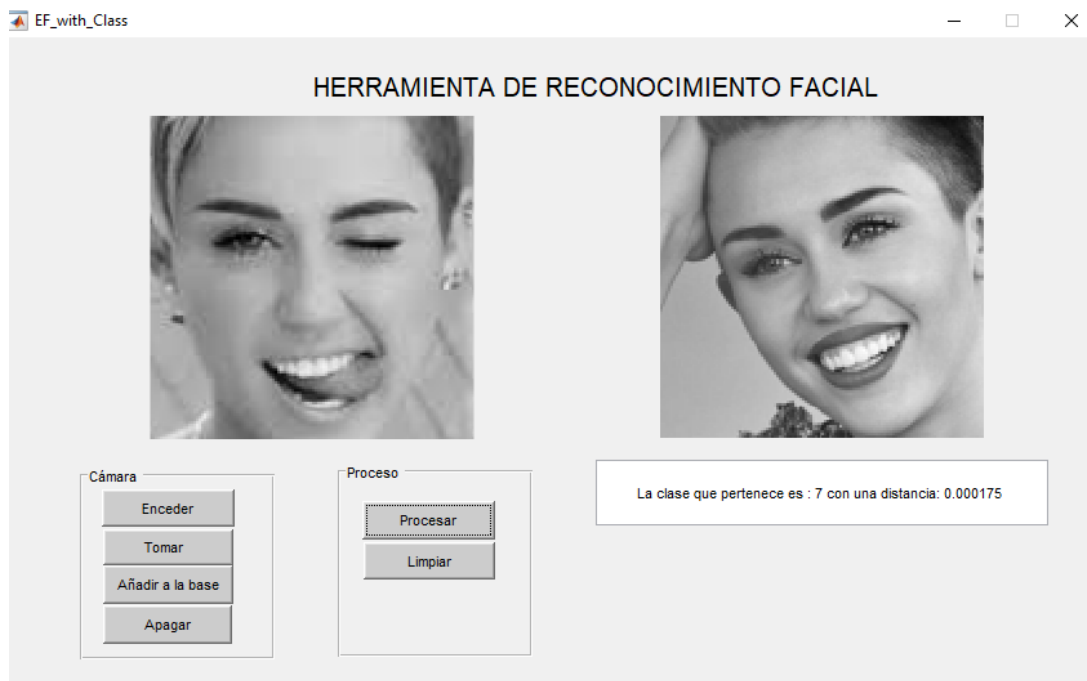 EF_with_Class
HERRAMIENTA DE RECONOCIMIENTO FACIAL
Cámara
Enceder
Tomar
Añadir a la base
Apagar
Proceso
Procesar
Limpiar
La clase que pertenece es : 7 con una distancia: 0.000175